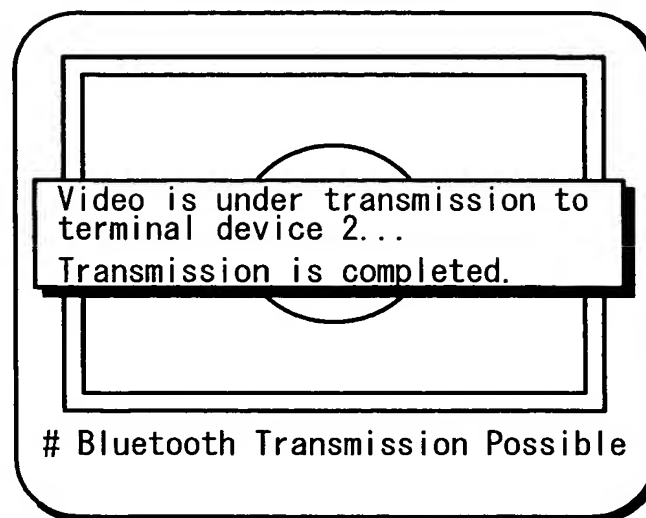 Video is under transmission to
terminal device 2...
Transmission is completed.
# Bluetooth Transmission Possible